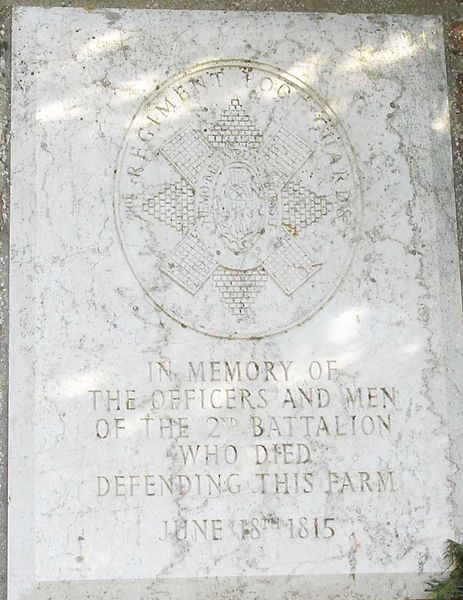 REGIMENT FOOT GUARDS
IN MEMORY OF
THE OFFICERS AND MEN
OF THE 2ND BATTALION
WHO DIED
DEFENDING THIS FARM
JUNE 18TH 1815